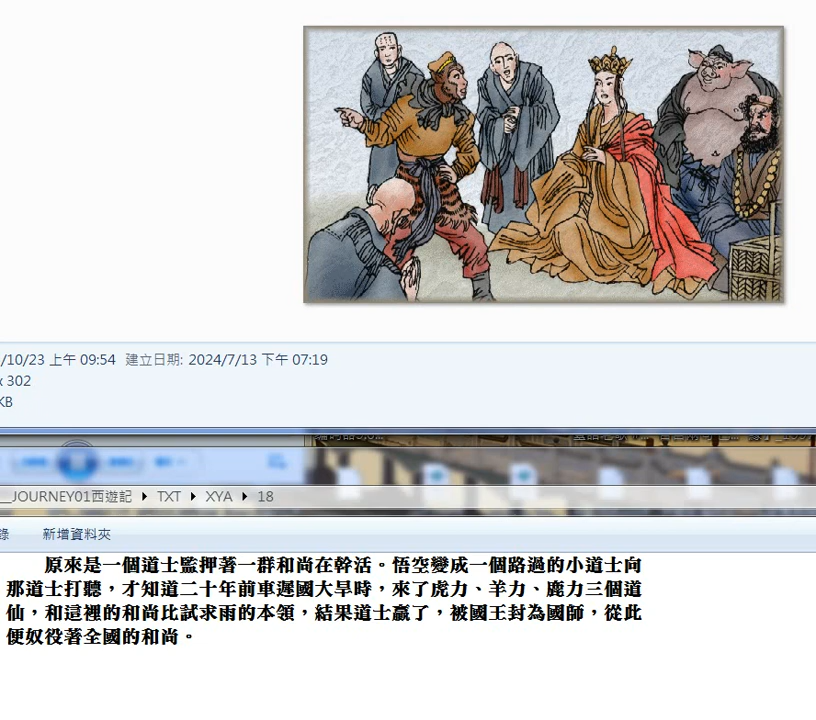 /10/23 上午 09:54 建立日期: 2024/7/13 下午 07:19
x 302
KB
__JOURNEY01西遊記 ▸ TXT ▸ XYA ▸ 18
錄 新增資料夾
原來是一個道士監押著一群和尚在幹活。悟空變成一個路過的小道士向
那道士打聽，才知道二十年前車遲國大旱時，來了虎力、羊力、鹿力三個道
仙，和這裡的和尚比試求雨的本領，結果道士贏了，被國王封為國師，從此
便奴役著全國的和尚。